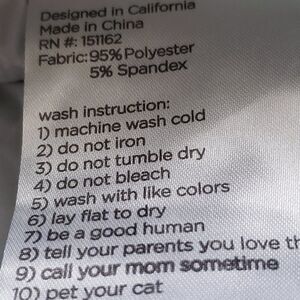 Designed in California
Made in China
RN #: 151162
Fabric: 95% Polyester
5% Spandex
wash instruction:
1) machine wash cold
2) do not iron
3) do not tumble dry
4) do not bleach
5) wash with like colors
6) lay flat to dry
7) be a good human
8) tell your parents you love
9) call your mom sometime
10) pet your cat